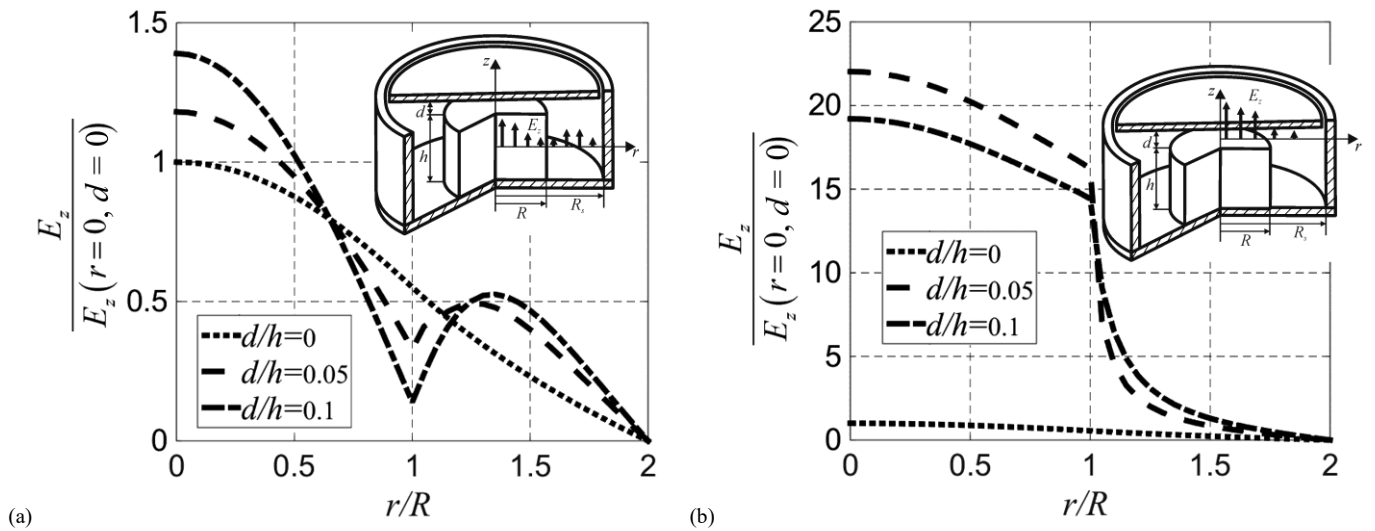 1.5
1
0.5
0
0
0.5
1
1.5
2
r/R
E_z
E_z(r=0, d=0)
d/h=0
d/h=0.05
d/h=0.1
z
d
h
E_z
r
R
R_s
(a)
25
20
15
10
5
0
0
0.5
1
1.5
2
r/R
E_z
E_z(r=0, d=0)
d/h=0
d/h=0.05
d/h=0.1
z
d
h
E_z
r
R
R_s
(b)